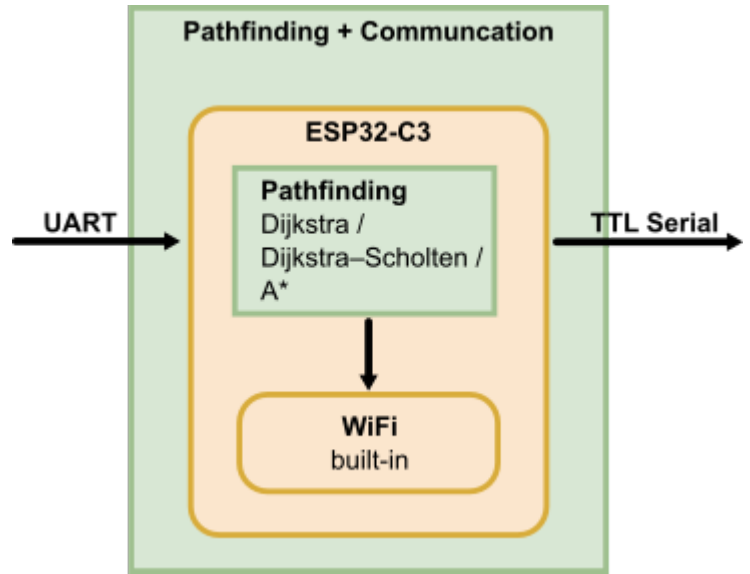 Pathfinding + Communcation
ESP32-C3
Pathfinding
Dijkstra /
Dijkstra–Scholten /
A*
UART
TTL Serial
WiFi
built-in